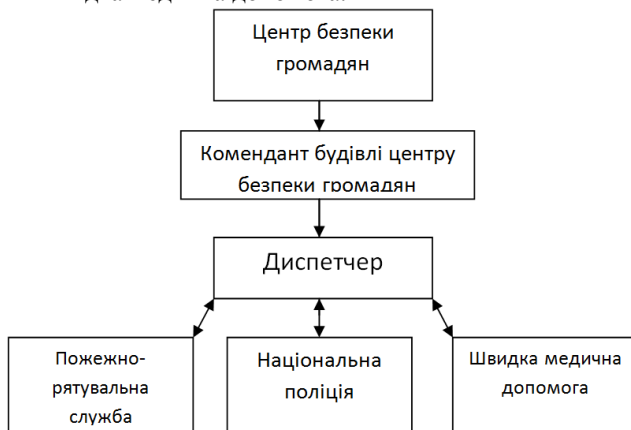 Центр безпеки
громадян
Комендант будівлі центру
безпеки громадян
Диспетчер
Пожежно-
рятувальна
служба
Національна
поліція
Швидка медична
допомога